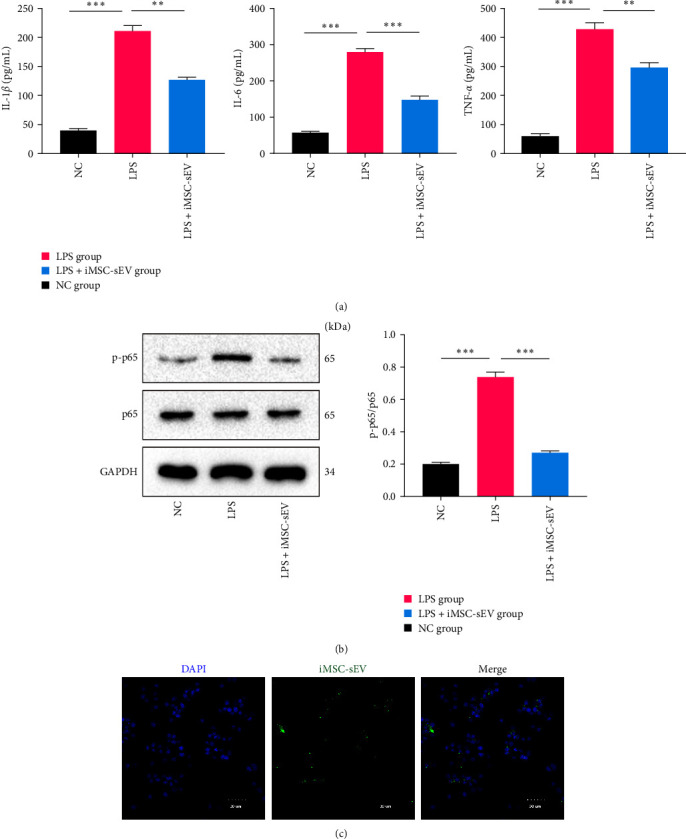 *** **
250
200
150
100
50
0
IL-1β (pg/mL)
NC
LPS
LPS + iMSC-sEV
*** ***
400
300
200
100
0
IL-6 (pg/mL)
NC
LPS
LPS + iMSC-sEV
*** **
500
400
300
200
100
0
TNF-α (pg/mL)
NC
LPS
LPS + iMSC-sEV
LPS group
LPS + iMSC-sEV group
NC group
(a)
(kDa)
p-p65 65
p65 65
GAPDH 34
NC
LPS
LPS + iMSC-sEV
*** ***
1.0
0.8
0.6
0.4
0.2
0.0
p-p65/p65
NC
LPS
LPS + iMSC-sEV
LPS group
LPS + iMSC-sEV group
NC group
(b)
DAPI iMSC-sEV Merge
(c)